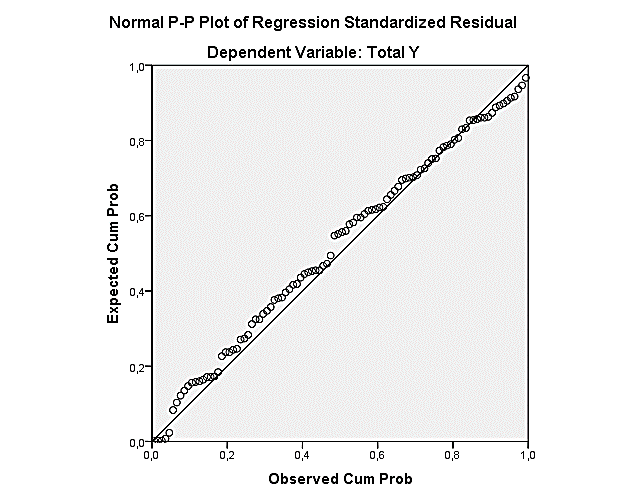 Normal P-P Plot of Regression Standardized Residual
Dependent Variable: Total Y
1,0
0,8
0,6
0,4
0,2
0,0
Expected Cum Prob
0,0 0,2 0,4 0,6 0,8 1,0
Observed Cum Prob